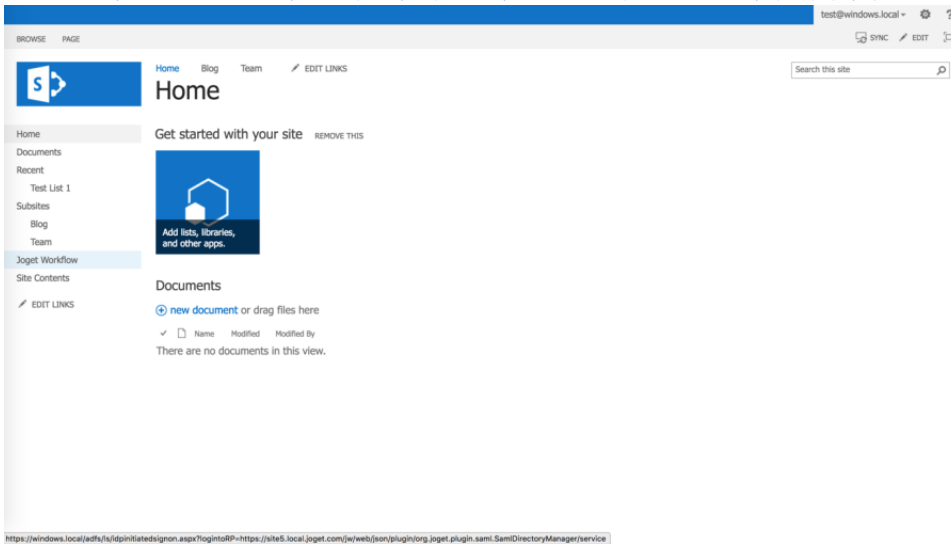 test@windows.local
BROWSE PAGE
SYNC EDIT
Home Blog Team EDIT LINKS
Search this site
S
Home
Home
Get started with your site REMOVE THIS
Documents
Recent
Test List 1
Subsites
Blog
Team
Add lists, libraries,
and other apps.
Joget Workflow
Site Contents
Documents
EDIT LINKS
new document or drag files here
Name Modified Modified By
There are no documents in this view.
https://windows.local/adfs/ls/idpinitiatedsignon.aspx?logintoRP=https://site5.local.joget.com/jw/web/json/plugin/org.joget.plugin.saml.SamlDirectoryManager/service